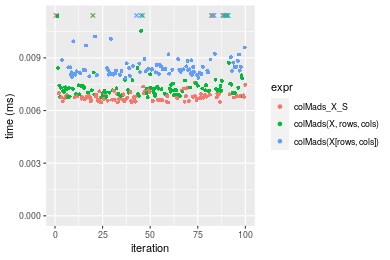 time (ms)
0.009
0.006
0.003
0.000
0
25
50
75
100
iteration
expr
colMads_X_S
colMads(X, rows, cols)
colMads(X[rows, cols])